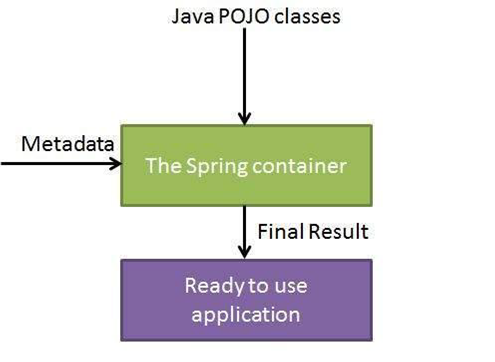 Java POJO classes
Metadata
The Spring container
Final Result
Ready to use
application